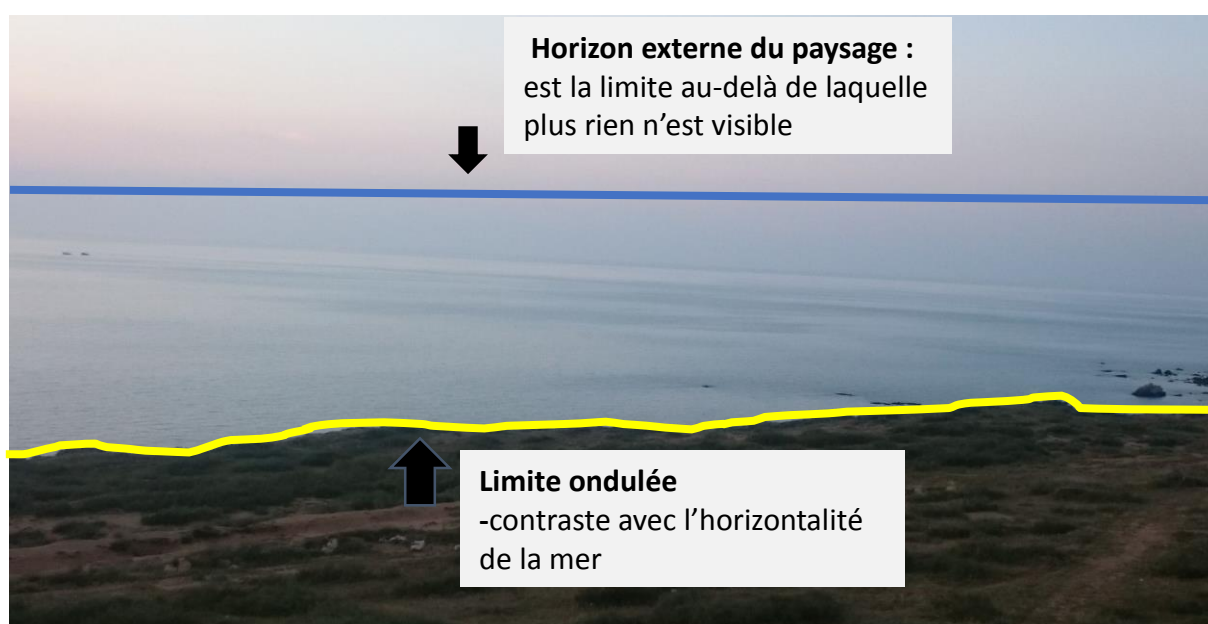 Horizon externe du paysage :
est la limite au-delà de laquelle
plus rien n’est visible
Limite ondulée
-contraste avec l’horizontalité
de la mer